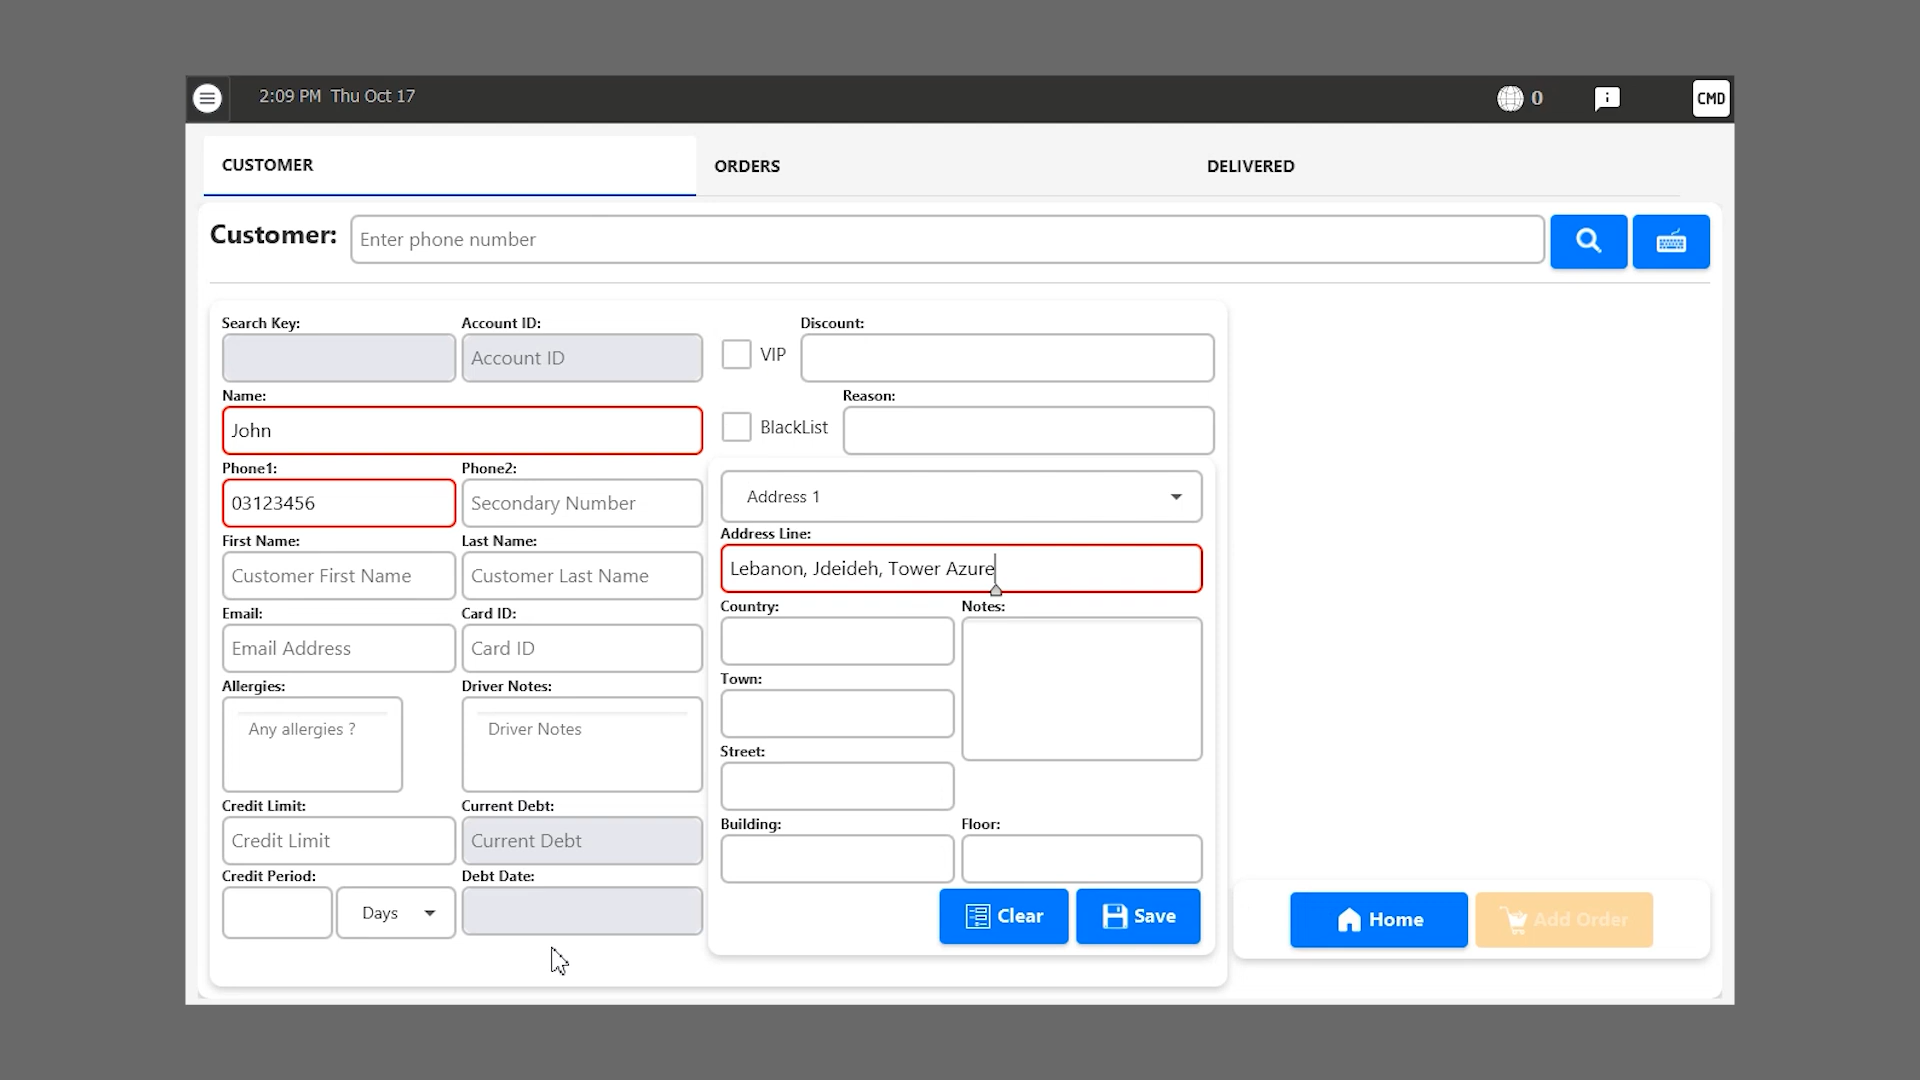 2:09 PM Thu Oct 17
0
CMD
CUSTOMER
ORDERS
DELIVERED
Customer:
Enter phone number
Search Key:
Account ID:
Account ID
VIP
Discount:
Name:
John
BlackList
Reason:
Phone1:
03123456
Phone2:
Secondary Number
First Name:
Customer First Name
Last Name:
Customer Last Name
Email:
Email Address
Card ID:
Card ID
Allergies:
Any allergies ?
Driver Notes:
Driver Notes
Credit Limit:
Credit Limit
Current Debt:
Current Debt
Credit Period:
Days
Debt Date:
Address 1
Address Line:
Lebanon, Jdeideh, Tower Azure
Country:
Notes:
Town:
Street:
Building:
Floor:
Clear
Save
Home
Add Order